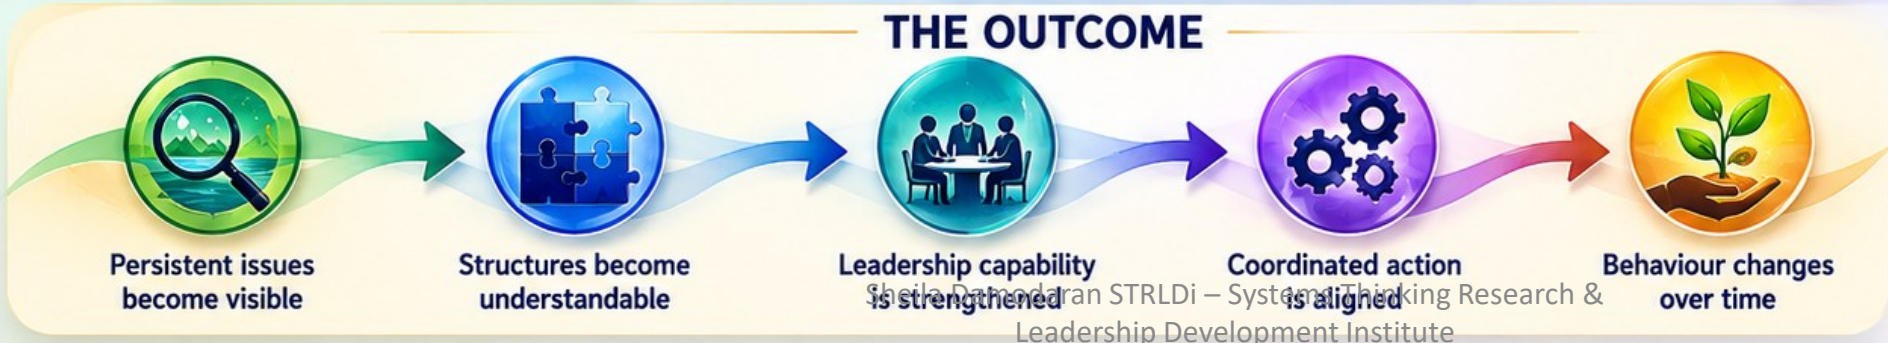 THE OUTCOME
Persistent issues
become visible
Structures become
understandable
Leadership capability
is strengthened
Coordinated action
is aligned
Behaviour changes
over time
Sheila Damodaran STRLDi – Systems Thinking Research &
Leadership Development Institute